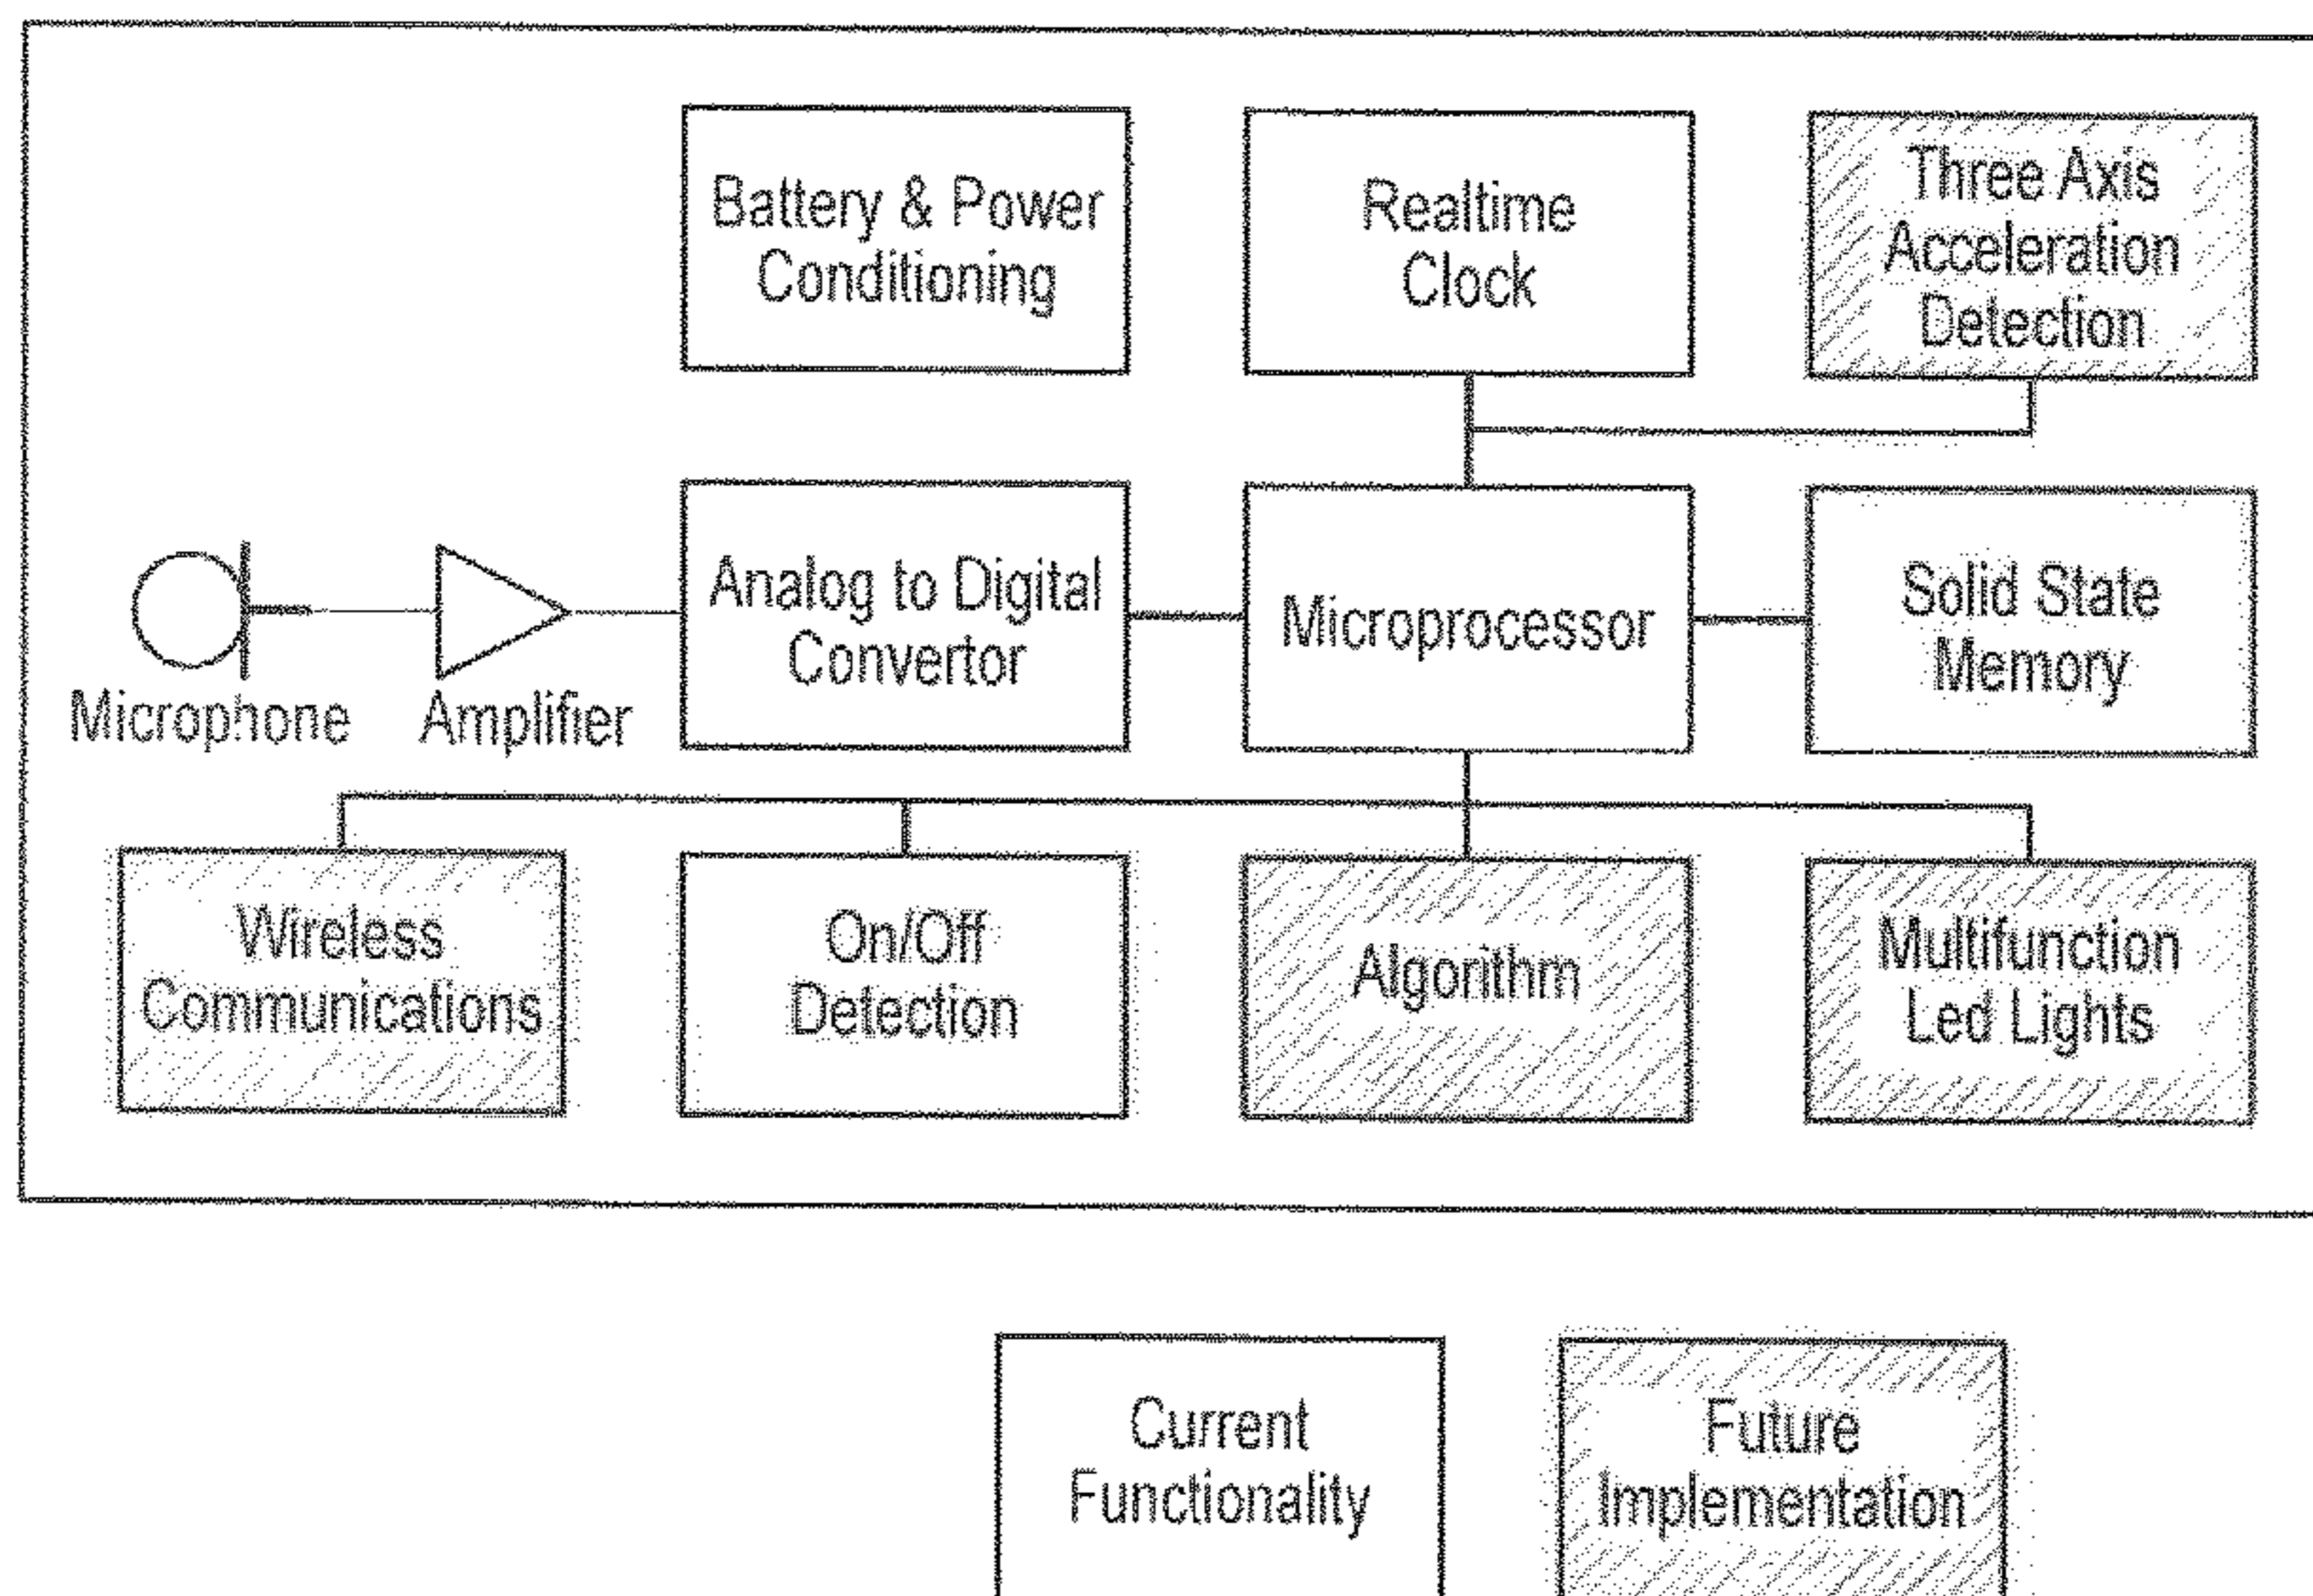 Battery & Power
Conditioning
Realtime
Clock
Three Axis
Acceleration
Detection
Microphone
Amplifier
Analog to Digital
Convertor
Microprocessor
Solid State
Memory
Wireless
Communications
On/Off
Detection
Algorithm
Multifunction
Led Lights
Current
Functionality
Future
Implementation